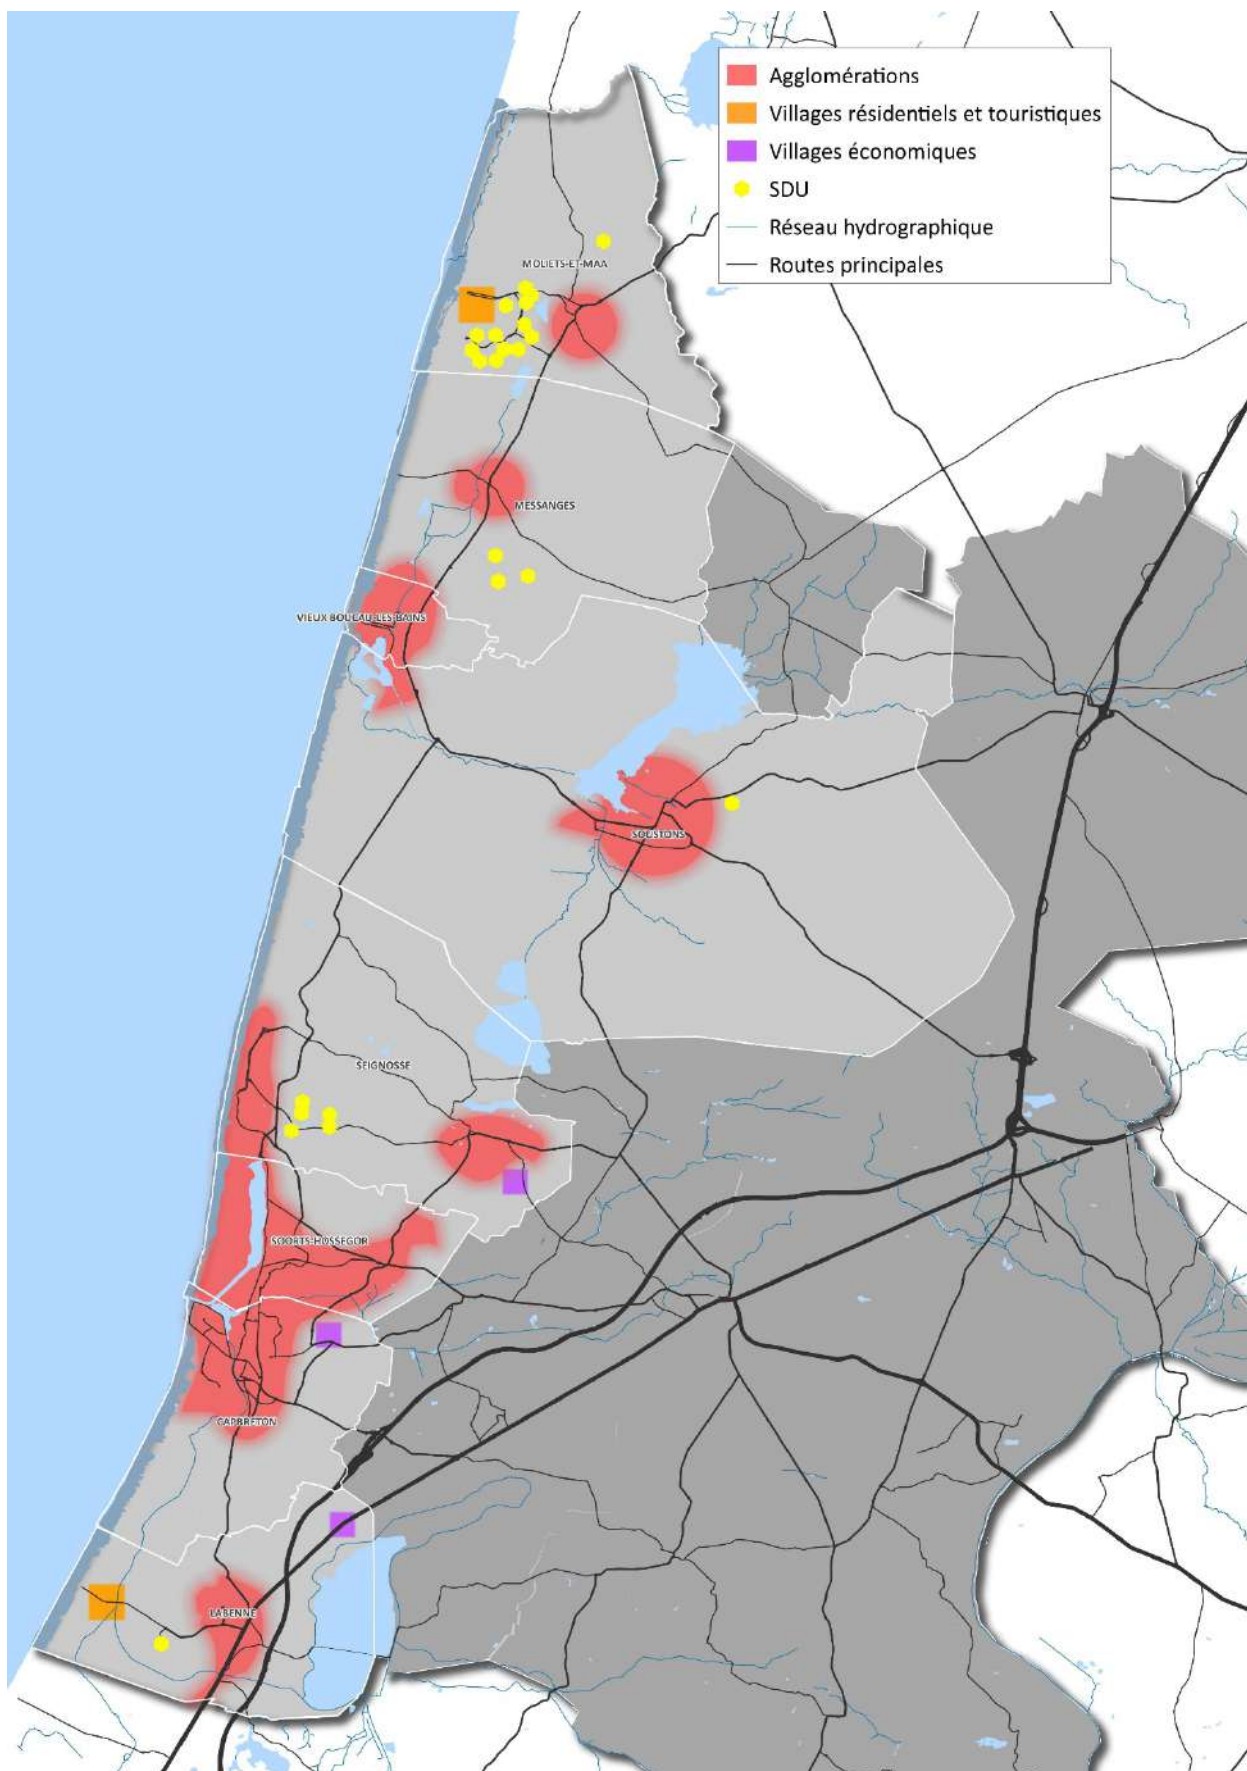 Agglomérations
Villages résidentiels et touristiques
Villages économiques
SDU
Réseau hydrographique
Routes principales
MOLIETS-ET-MAA
MESSANGES
VIEUX BOUCAU-LES-BAINS
SOUSTONS
SEIGNOSSE
SOORTS-HOSSEGOR
CAPBRETON
LABENNE